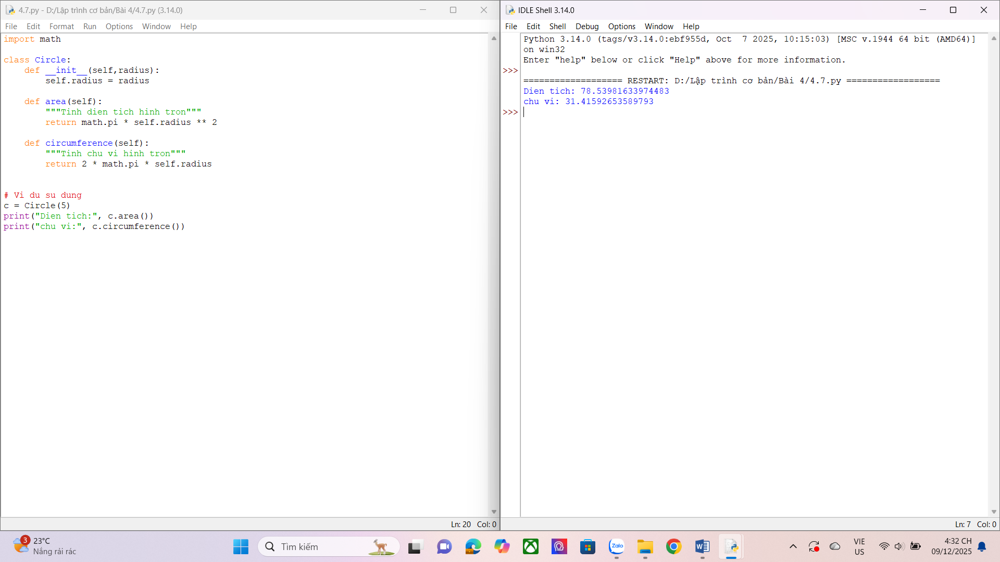 4.7.py - D:/Lập trình cơ bản/Bài 4/4.7.py (3.14.0)
File Edit Format Run Options Window Help
import math

class Circle:
    def __init__(self,radius):
        self.radius = radius

    def area(self):
        """Tinh dien tich hinh tron"""
        return math.pi * self.radius ** 2

    def circumference(self):
        """Tinh chu vi hinh tron"""
        return 2 * math.pi * self.radius

# Vi du su dung
c = Circle(5)
print("Dien tich:", c.area())
print("chu vi:", c.circumference())
Ln: 20 Col: 0
IDLE Shell 3.14.0
File Edit Shell Debug Options Window Help
Python 3.14.0 (tags/v3.14.0:ebf955d, Oct  7 2025, 10:15:03) [MSC v.1944 64 bit (AMD64)]
on win32
Enter "help" below or click "Help" above for more information.
>>>
=================== RESTART: D:/Lập trình cơ bản/Bài 4/4.7.py ==================
Dien tich: 78.53981633974483
chu vi: 31.41592653589793
>>>
Ln: 7 Col: 0
3
23°C
Nắng rải rác
Tìm kiếm
Zalo
VIE
US
4:32 CH
09/12/2025